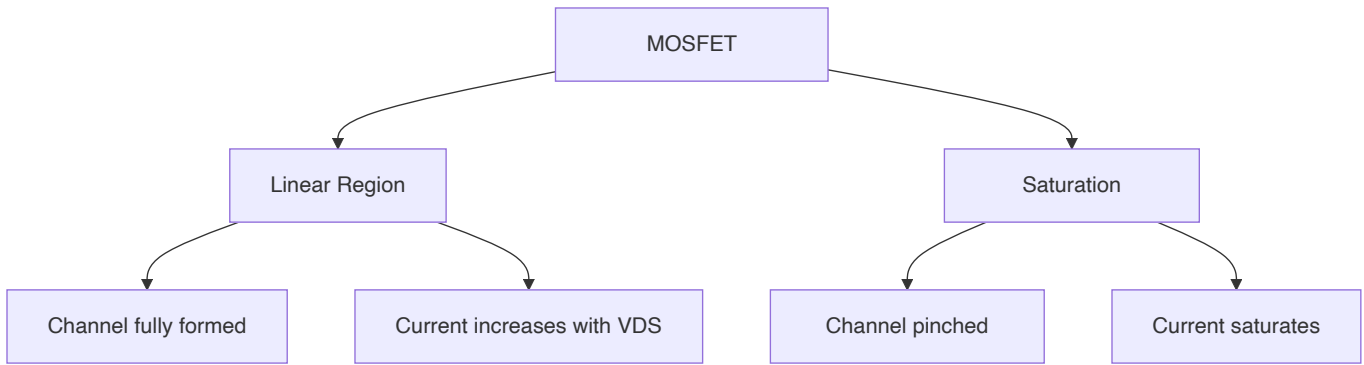 MOSFET
Linear Region
Saturation
Channel fully formed
Current increases with VDS
Channel pinched
Current saturates